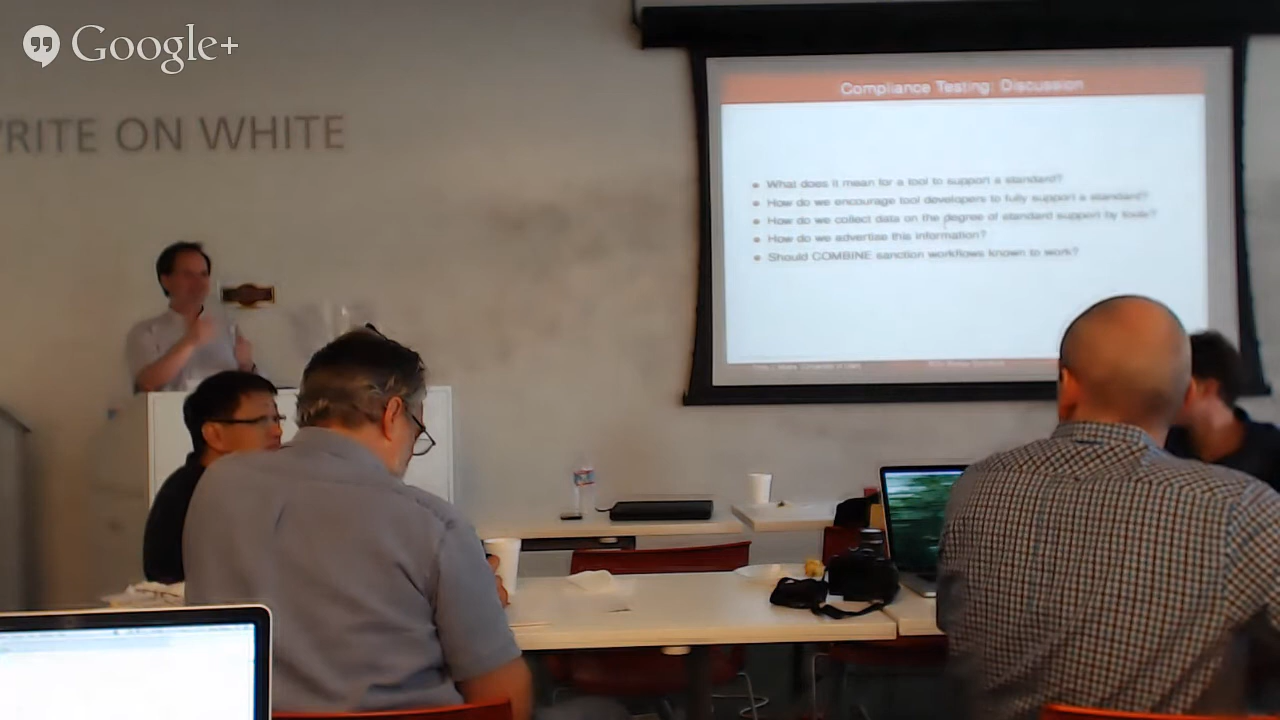 Google+
RITE ON WHITE
Compliance Testing: Discussion
What does it mean for a tool to support a standard?
How do we encourage tool developers to fully support a standard?
How do we collect data on the degree of standard support by tools?
How do we advertise this information?
Should COMBINE sanction workflows known to work?